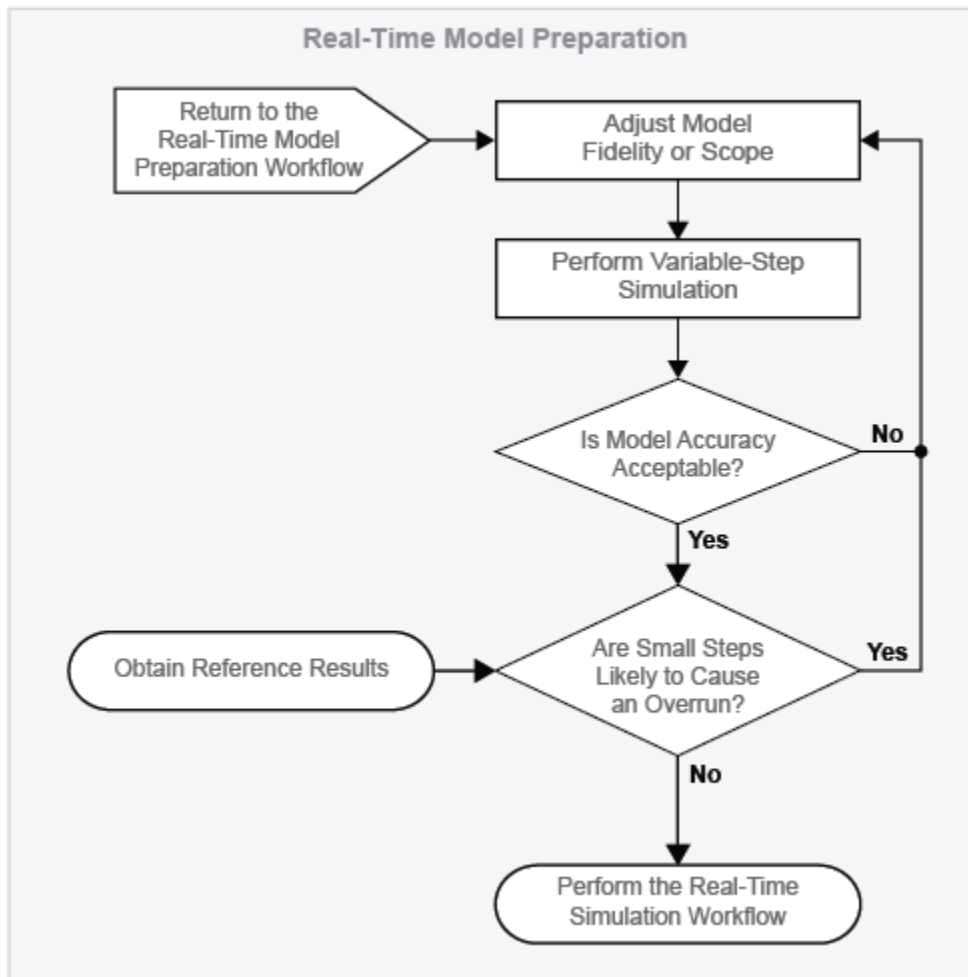 Real-Time Model Preparation
Return to the
Real-Time Model
Preparation Workflow
Adjust Model
Fidelity or Scope
Perform Variable-Step
Simulation
Is Model Accuracy
Acceptable?
No
Yes
Obtain Reference Results
Are Small Steps
Likely to Cause
an Overrun?
Yes
No
Perform the Real-Time
Simulation Workflow